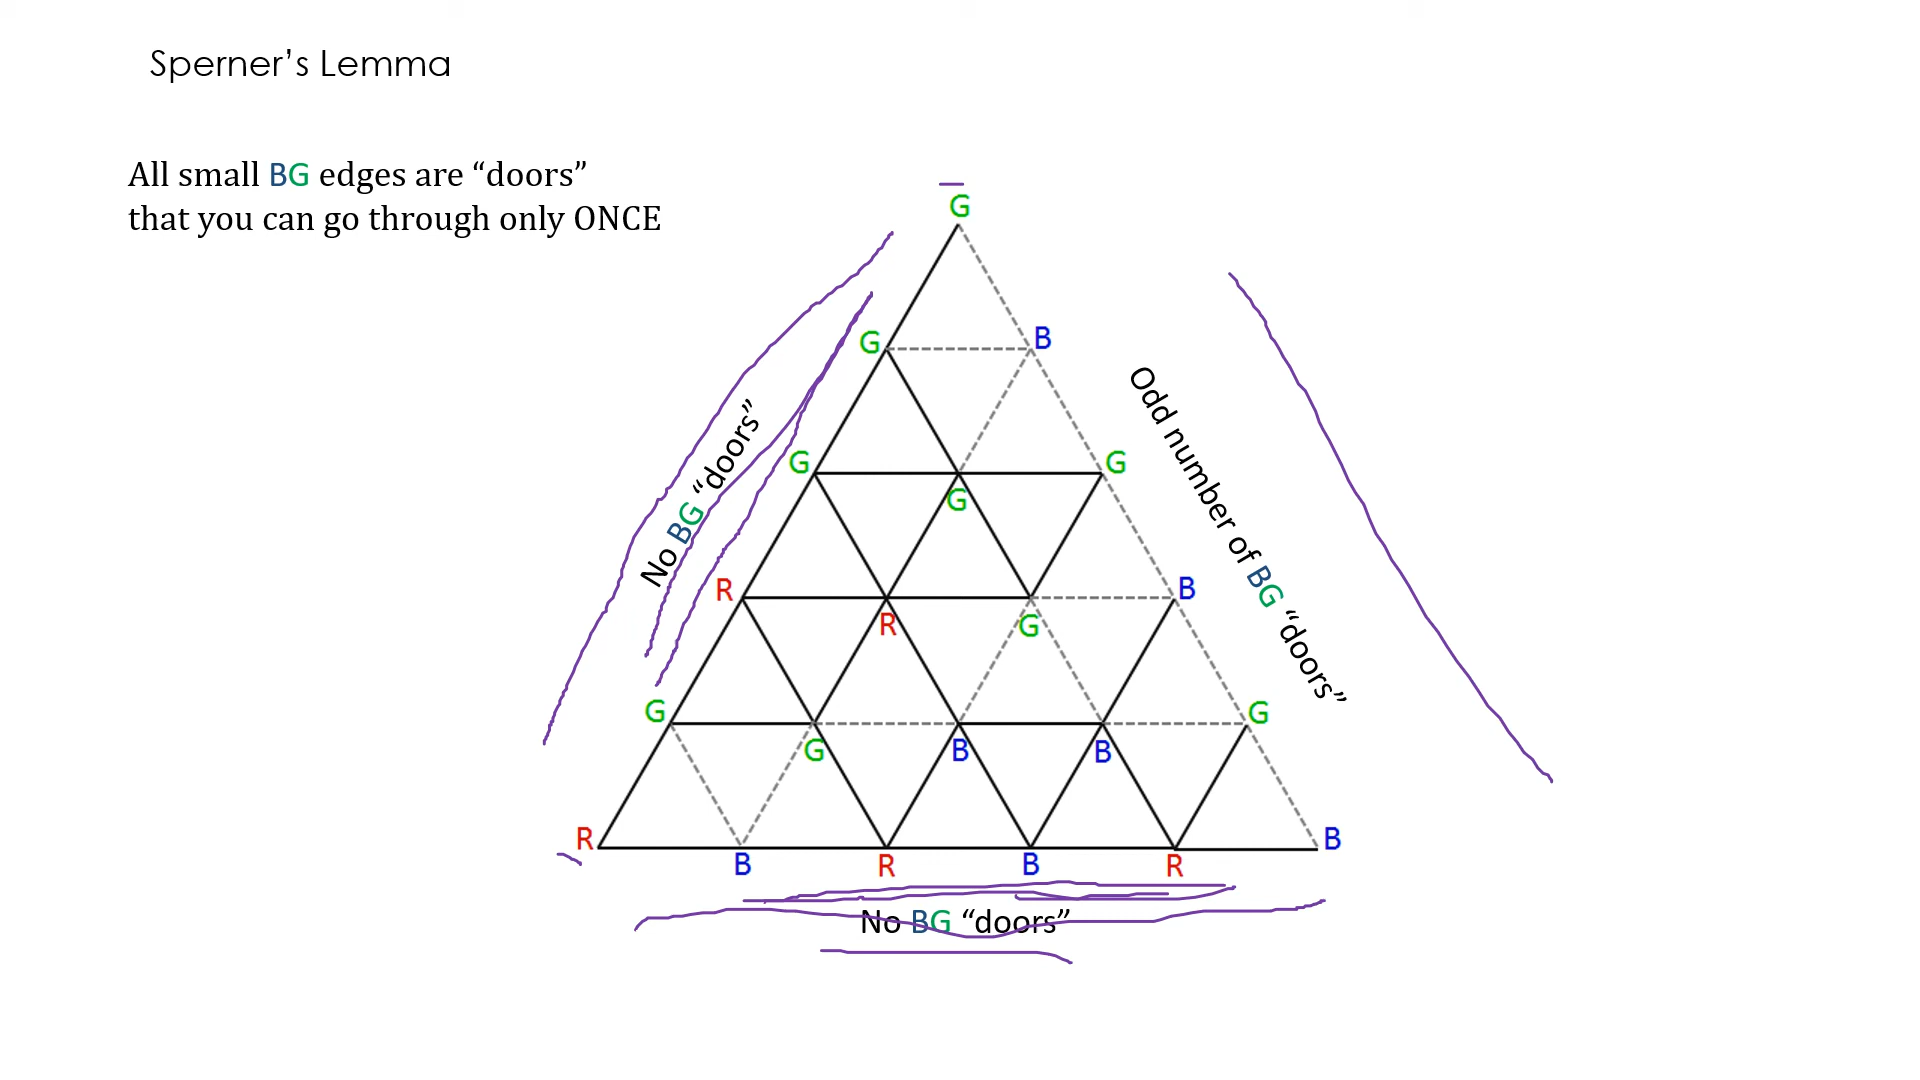 Sperner’s Lemma
All small BG edges are “doors”
that you can go through only ONCE
G
G
B
No BG “doors”
Odd number of BG “doors”
G
G
G
R
R
G
B
G
G
B
B
G
R
B
R
B
R
B
No BG “doors”